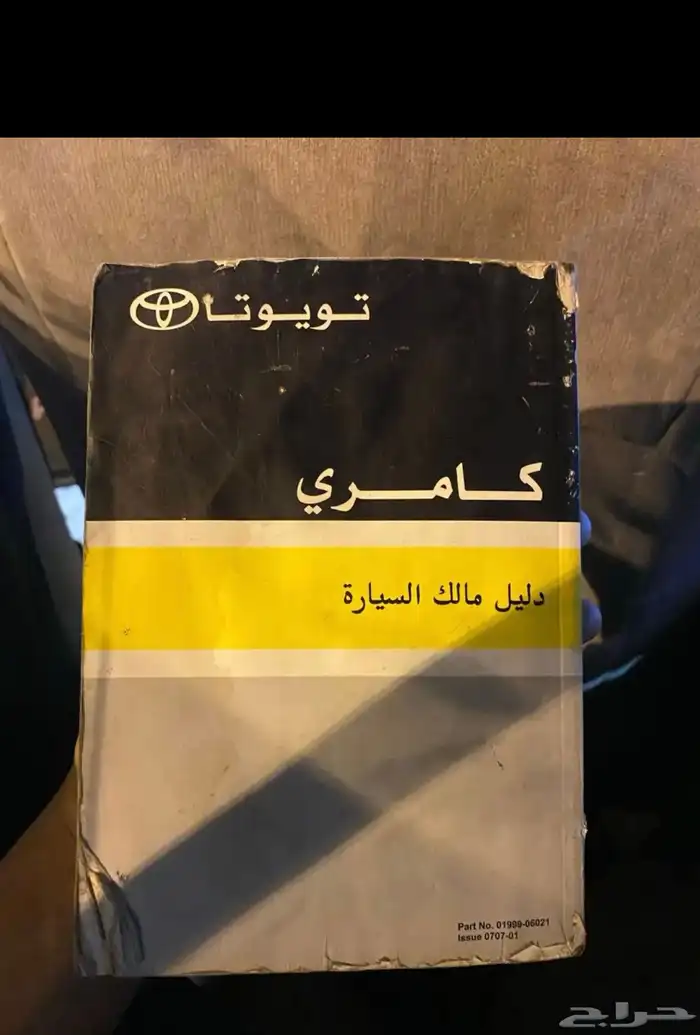 تويوتا
كامري
دليل مالك السيارة
Part No. 01999-06021
Issue 0707-01
حراج